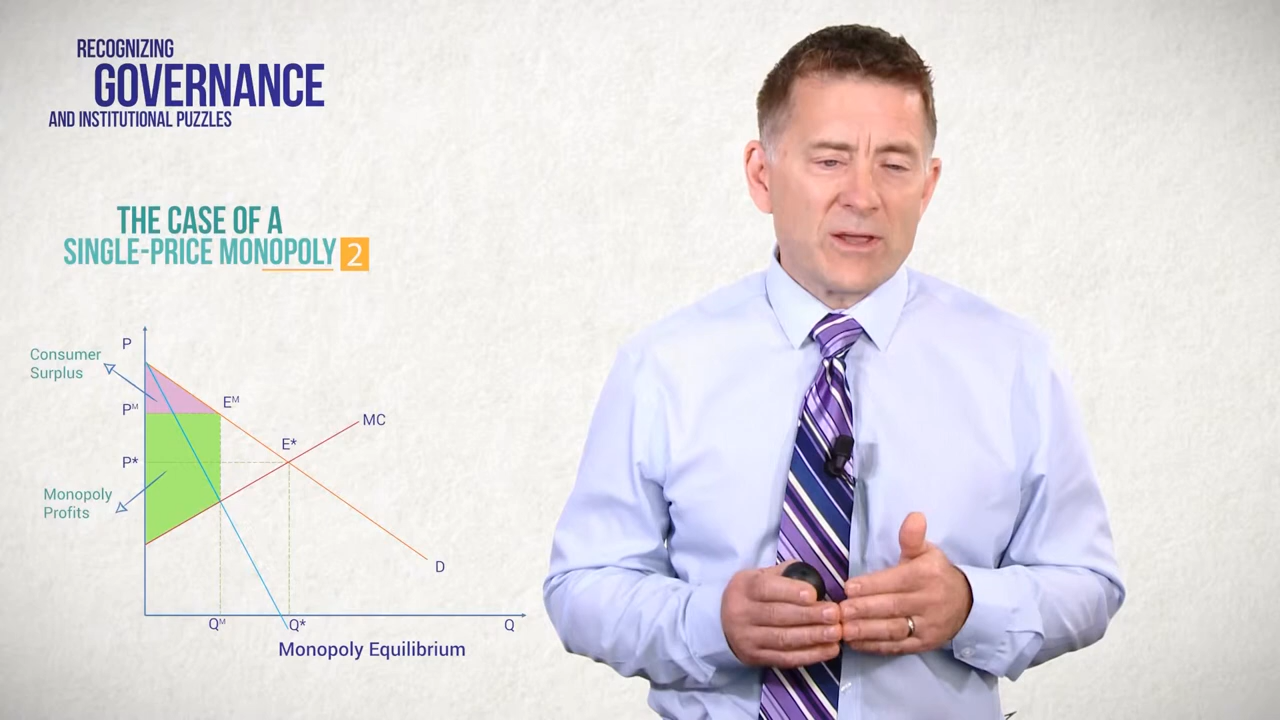 RECOGNIZING
GOVERNANCE
AND INSTITUTIONAL PUZZLES
THE CASE OF A
SINGLE-PRICE MONOPOLY 2
P
Consumer
Surplus
Pᴹ
Eᴹ
MC
E*
P*
Monopoly
Profits
D
Qᴹ
Q*
Q
Monopoly Equilibrium